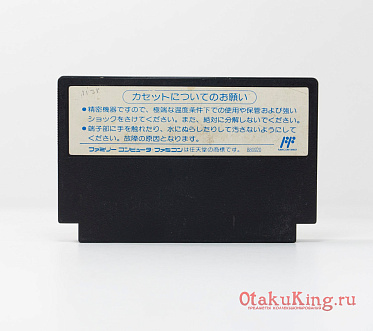 カセットについてのお願い
●精密機器ですので、極端な温度条件下での使用や保管および強い
ショックをさけてください。また、絶対に分解しないでください。
●端子部に手を触れたり、水にぬらしたりして汚さないようにして
ください。故障の原因となります。
ファミリーコンピュータ・ファミコンは任天堂の商標です。
OtakuKing.ru